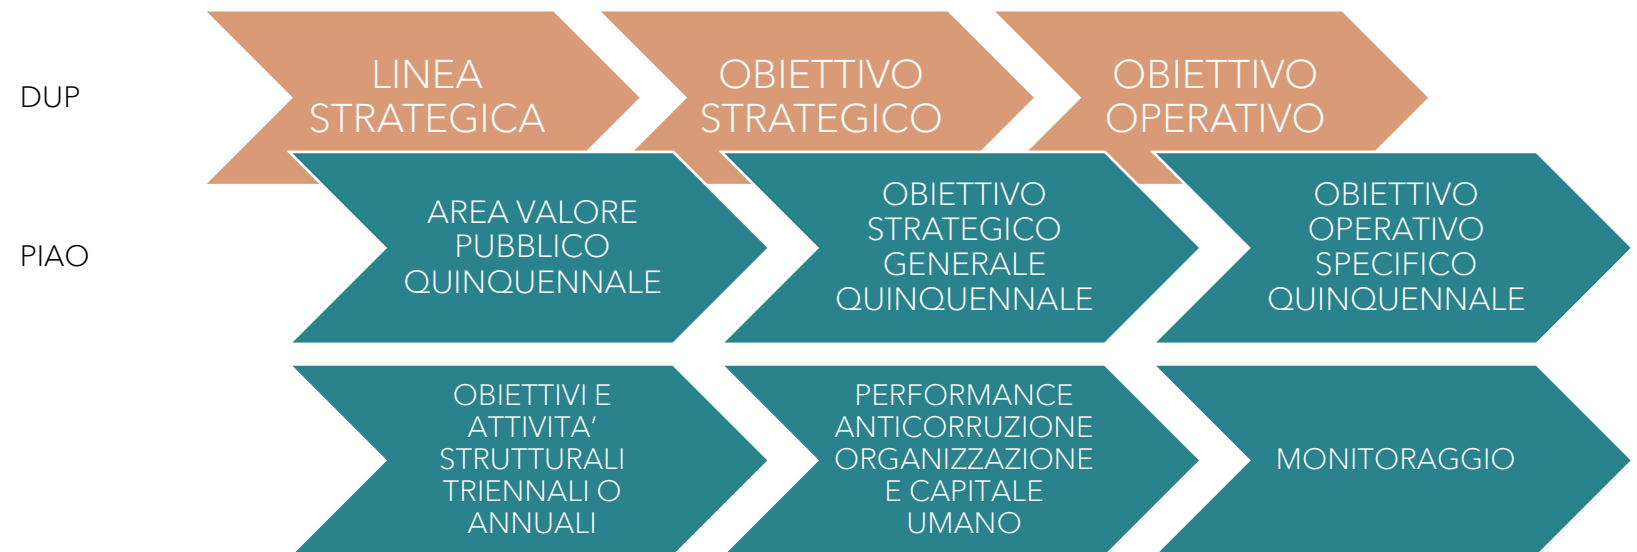 DUP
LINEA
STRATEGICA
OBIETTIVO
STRATEGICO
OBIETTIVO
OPERATIVO
PIAO
AREA VALORE
PUBBLICO
QUINQUENNALE
OBIETTIVO
STRATEGICO
GENERALE
QUINQUENNALE
OBIETTIVO
OPERATIVO
SPECIFICO
QUINQUENNALE
OBIETTIVI E
ATTIVITA’
STRUTTURALI
TRIENNALI O
ANNUALI
PERFORMANCE
ANTICORRUZIONE
ORGANIZZAZIONE
E CAPITALE
UMANO
MONITORAGGIO